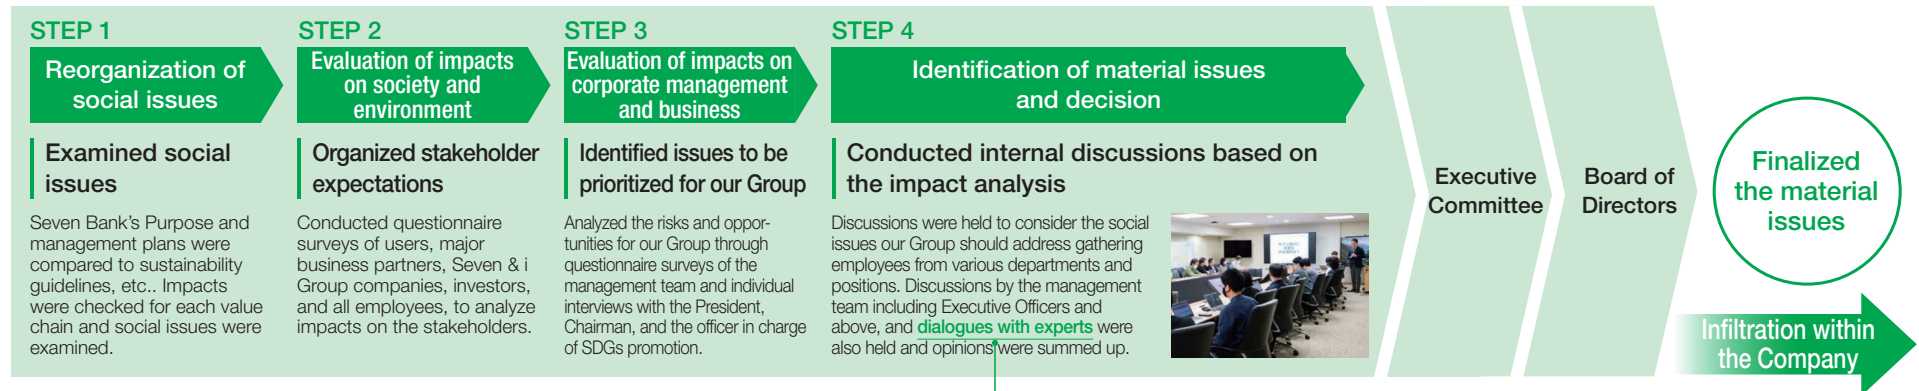 STEP 1
Reorganization of
social issues
Examined social
issues
Seven Bank's Purpose and
management plans were
compared to sustainability
guidelines, etc.. Impacts
were checked for each value
chain and social issues were
examined.
STEP 2
Evaluation of impacts
on society and
environment
Organized stakeholder
expectations
Conducted questionnaire
surveys of users, major
business partners, Seven & i
Group companies, investors,
and all employees, to analyze
impacts on the stakeholders.
STEP 3
Evaluation of impacts on
corporate management
and business
Identified issues to be
prioritized for our Group
Analyzed the risks and oppor-
tunities for our Group through
questionnaire surveys of the
management team and individual
interviews with the President,
Chairman, and the officer in charge
of SDGs promotion.
STEP 4
Identification of material issues
and decision
Conducted internal discussions based on
the impact analysis
Discussions were held to consider the social
issues our Group should address gathering
employees from various departments and
positions. Discussions by the management
team including Executive Officers and
above, and dialogues with experts were
also held and opinions were summed up.
Executive
Committee
Board of
Directors
Finalized
the material
issues
Infiltration within
the Company